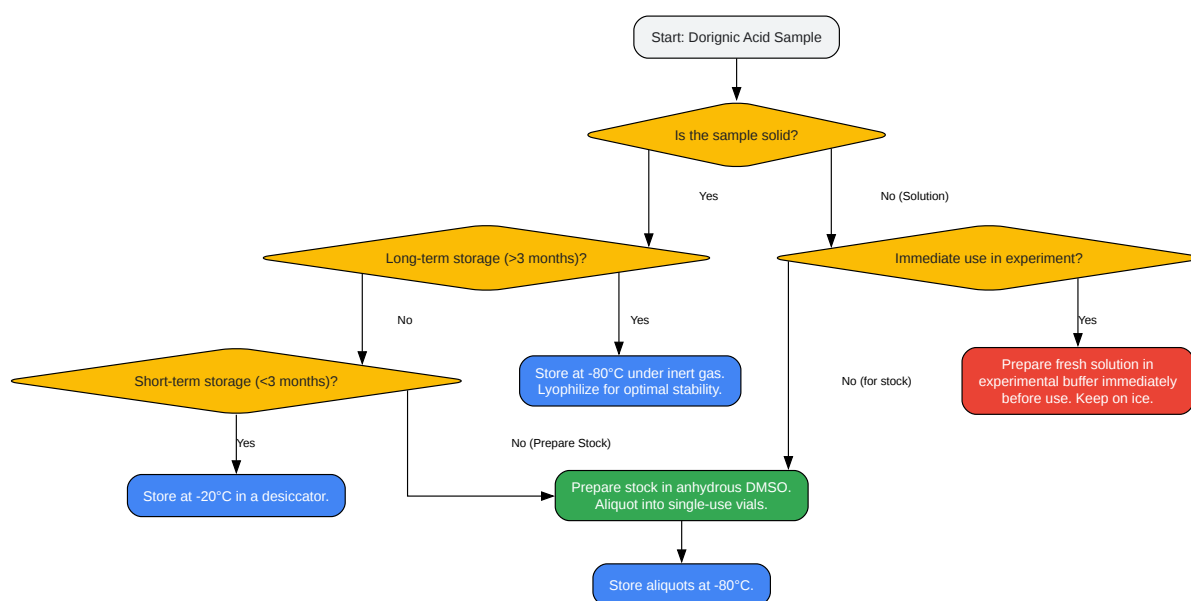 Start: Dorignic Acid Sample
Is the sample solid?
Yes
No (Solution)
Long-term storage (>3 months)?
Immediate use in experiment?
No
Yes
Yes
Short-term storage (<3 months)?
Store at -80°C under inert gas.
Lyophilize for optimal stability.
No (for stock)
Prepare fresh solution in
experimental buffer immediately
before use. Keep on ice.
Yes
No (Prepare Stock)
Store at -20°C in a desiccator.
Prepare stock in anhydrous DMSO.
Aliquot into single-use vials.
Store aliquots at -80°C.